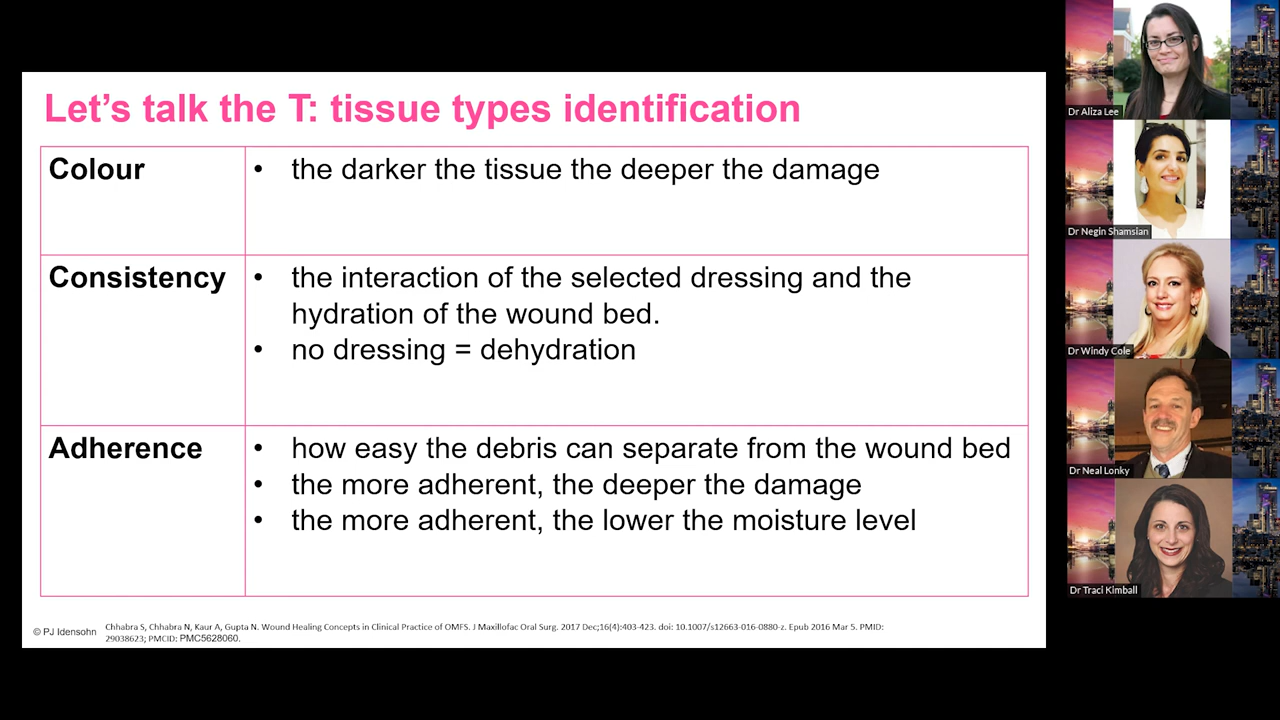 Let's talk the T: tissue types identification
Colour
• the darker the tissue the deeper the damage
Consistency
• the interaction of the selected dressing and the
hydration of the wound bed.
• no dressing = dehydration
Adherence
• how easy the debris can separate from the wound bed
• the more adherent, the deeper the damage
• the more adherent, the lower the moisture level
© PJ Idensohn
Chhabra S, Chhabra N, Kaur A, Gupta N. Wound Healing Concepts in Clinical Practice of OMFS. J Maxillofac Oral Surg. 2017 Dec;16(4):403-423. doi: 10.1007/s12663-016-0880-z. Epub 2016 Mar 5. PMID:
29038623; PMCID: PMC5628060.
Dr Aliza Lee
Dr Negin Shamsian
Dr Windy Cole
Dr Neal Lonky
Dr Traci Kimball